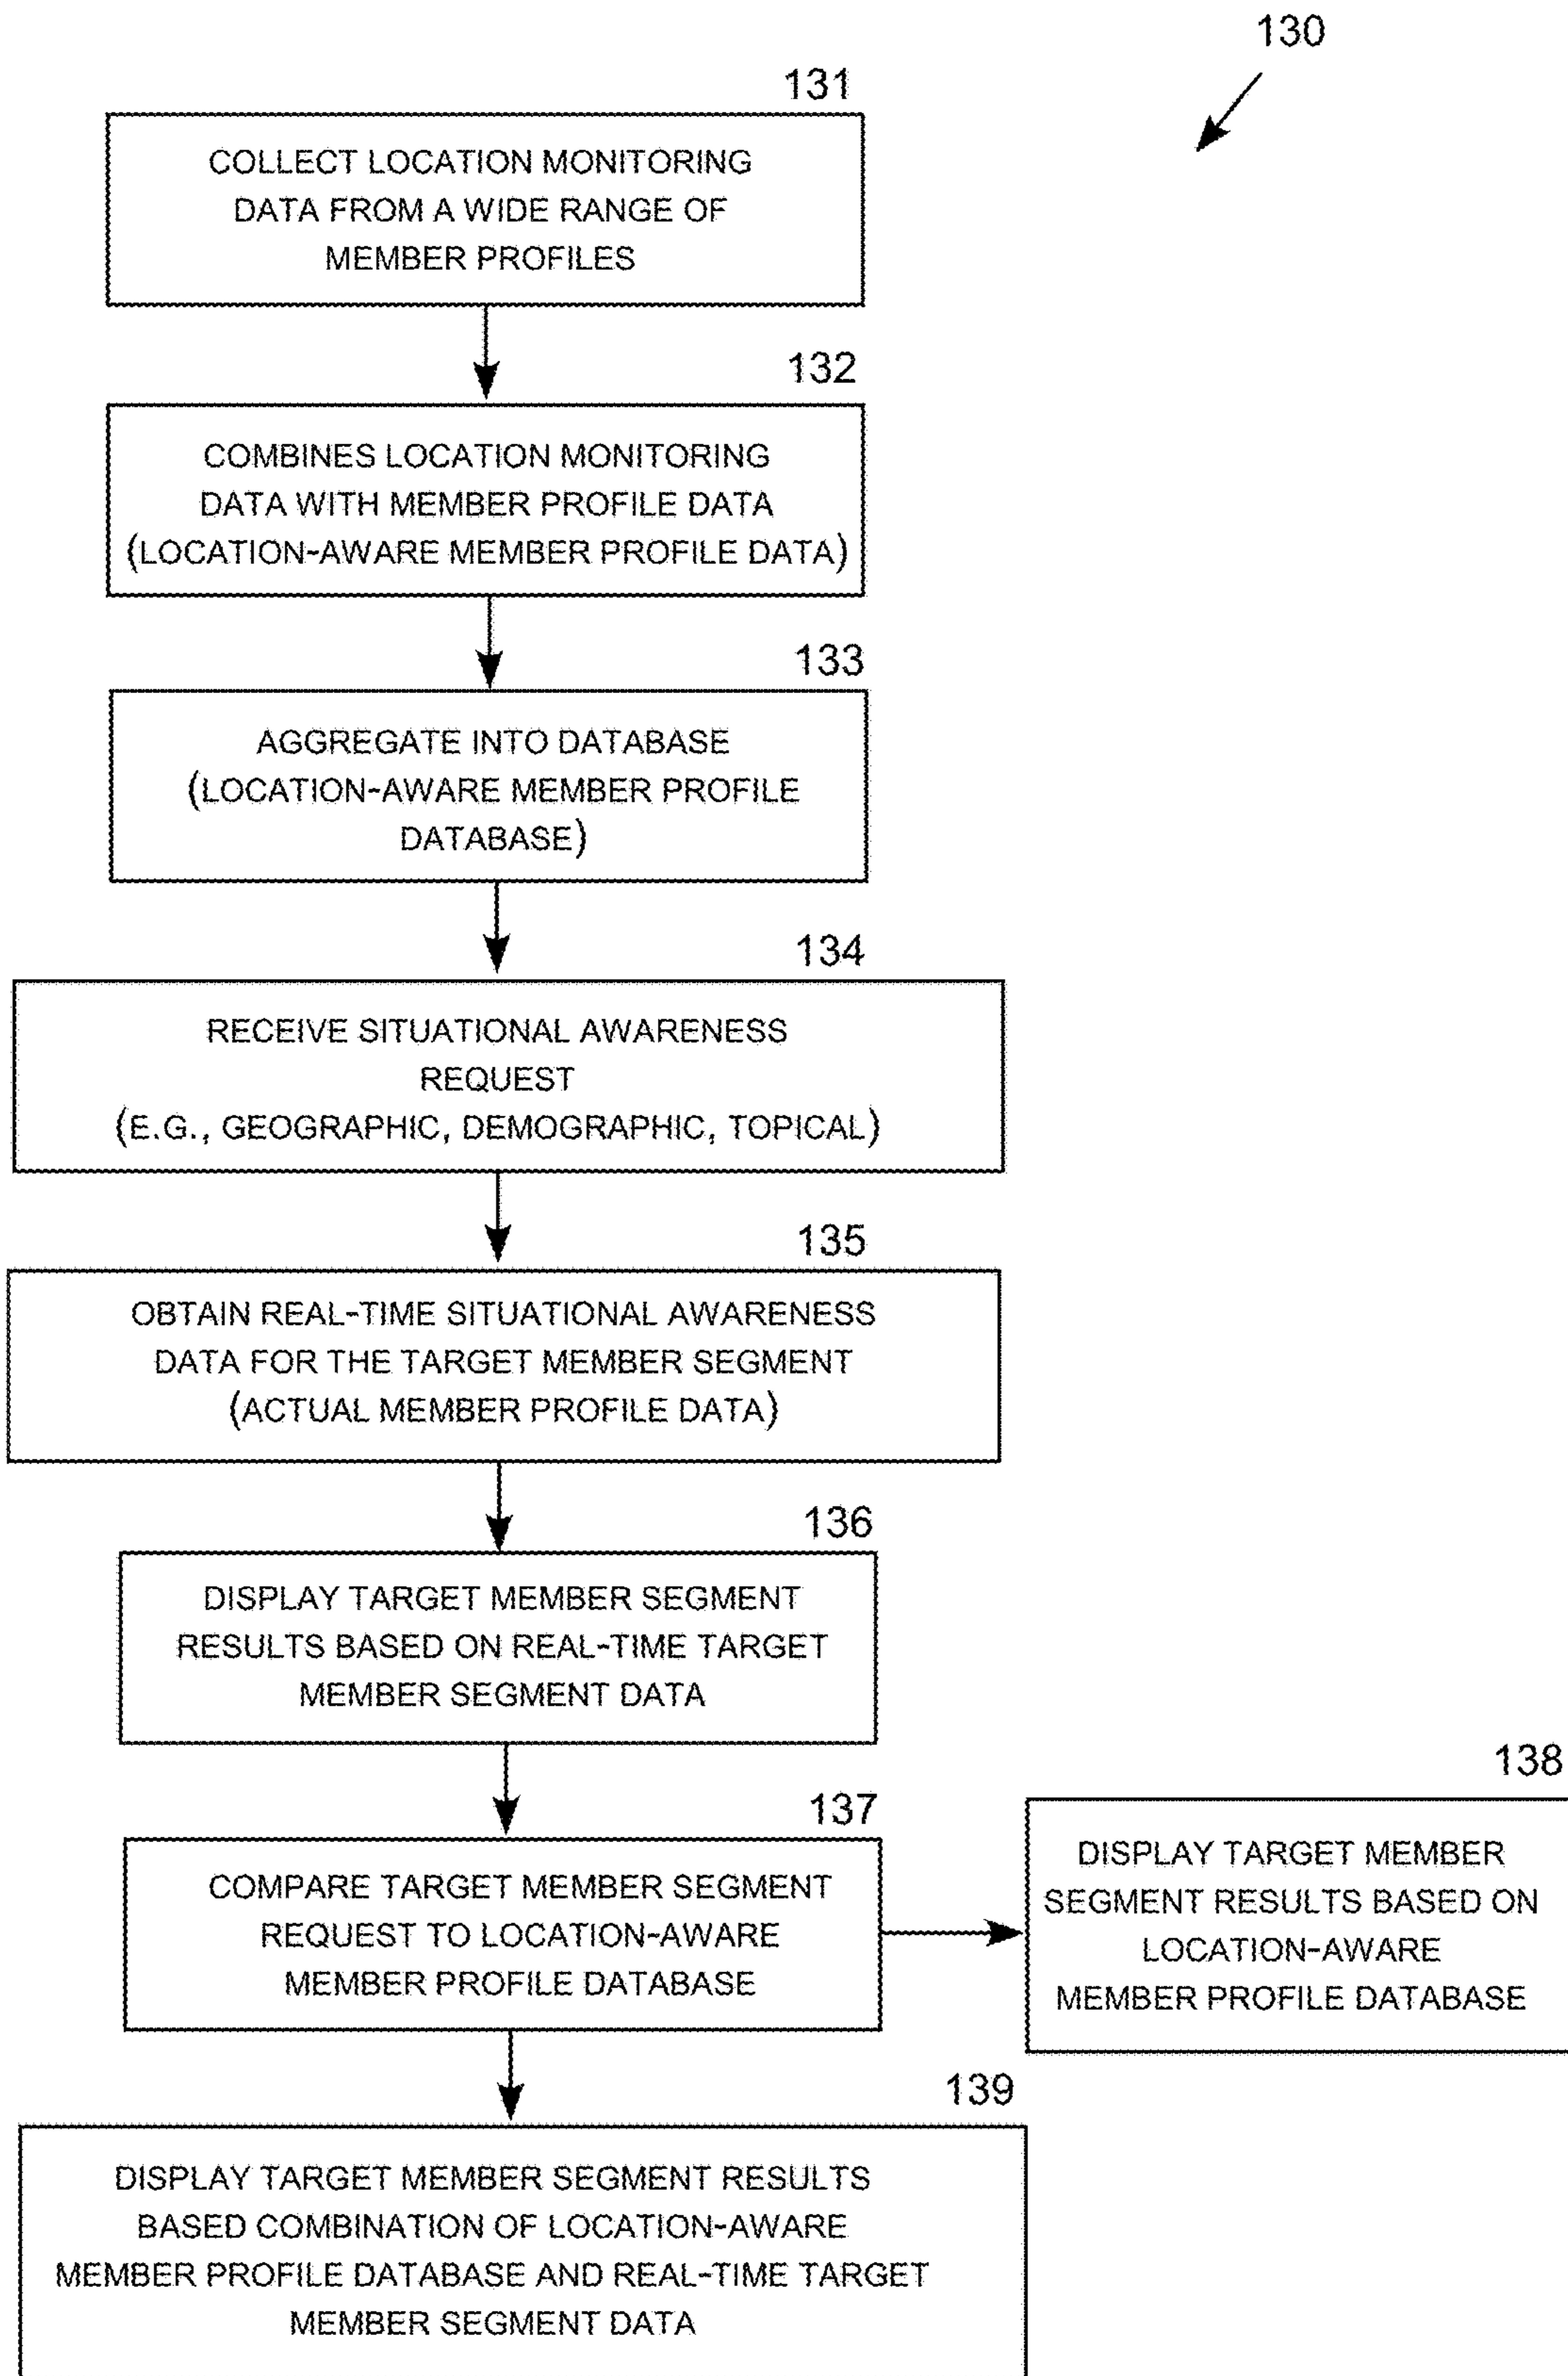 130
131
COLLECT LOCATION MONITORING
DATA FROM A WIDE RANGE OF
MEMBER PROFILES
132
COMBINES LOCATION MONITORING
DATA WITH MEMBER PROFILE DATA
(LOCATION-AWARE MEMBER PROFILE DATA)
133
AGGREGATE INTO DATABASE
(LOCATION-AWARE MEMBER PROFILE
DATABASE)
134
RECEIVE SITUATIONAL AWARENESS
REQUEST
(E.G., GEOGRAPHIC, DEMOGRAPHIC, TOPICAL)
135
OBTAIN REAL-TIME SITUATIONAL AWARENESS
DATA FOR THE TARGET MEMBER SEGMENT
(ACTUAL MEMBER PROFILE DATA)
136
DISPLAY TARGET MEMBER SEGMENT
RESULTS BASED ON REAL-TIME TARGET
MEMBER SEGMENT DATA
137
COMPARE TARGET MEMBER SEGMENT
REQUEST TO LOCATION-AWARE
MEMBER PROFILE DATABASE
138
DISPLAY TARGET MEMBER
SEGMENT RESULTS BASED ON
LOCATION-AWARE
MEMBER PROFILE DATABASE
139
DISPLAY TARGET MEMBER SEGMENT RESULTS
BASED COMBINATION OF LOCATION-AWARE
MEMBER PROFILE DATABASE AND REAL-TIME TARGET
MEMBER SEGMENT DATA